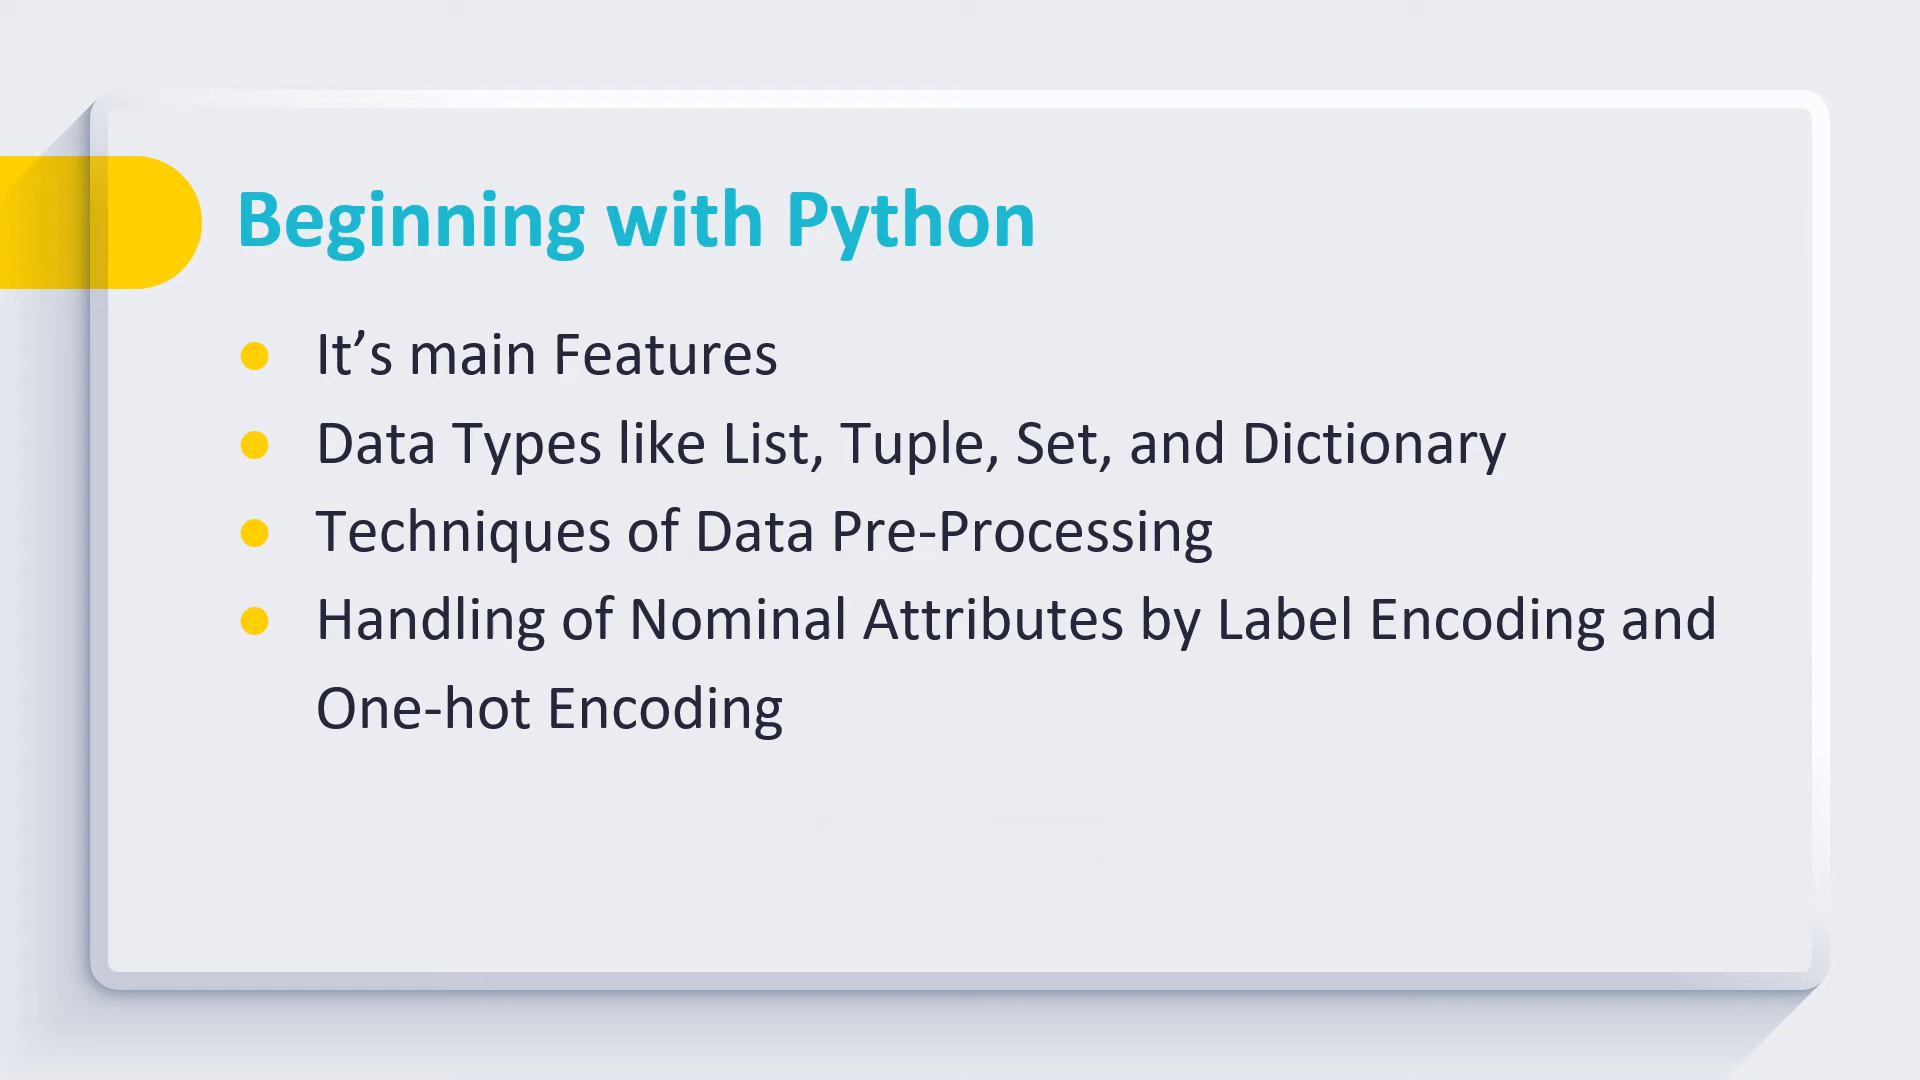 Beginning with Python
It’s main Features
Data Types like List, Tuple, Set, and Dictionary
Techniques of Data Pre-Processing
Handling of Nominal Attributes by Label Encoding and
One-hot Encoding